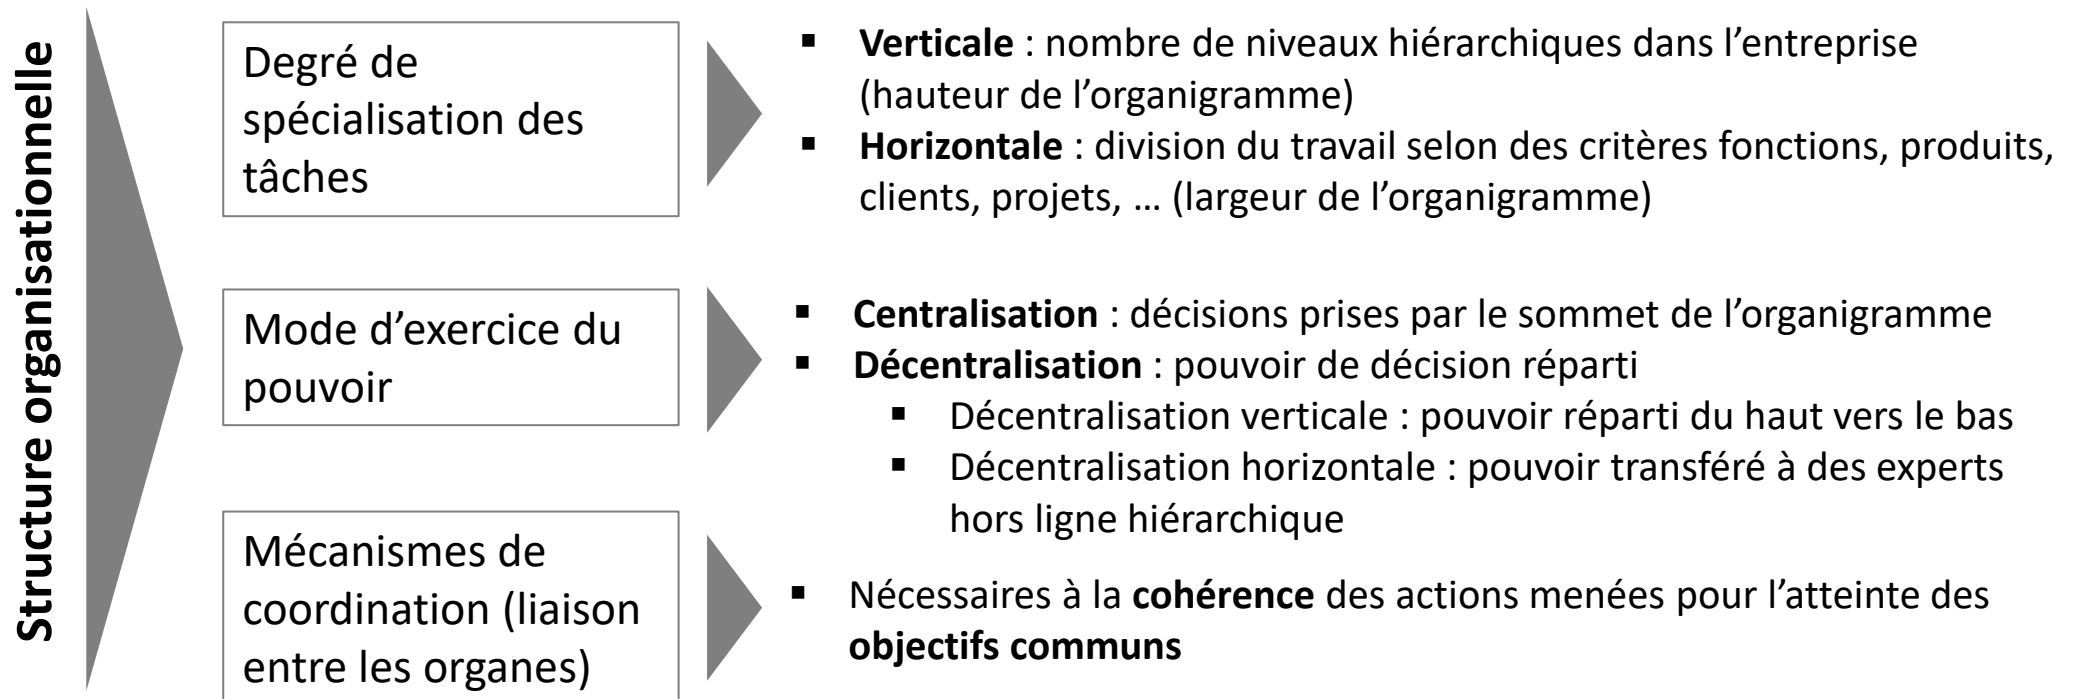 Structure organisationnelle
Degré de
spécialisation des
tâches
▪ Verticale : nombre de niveaux hiérarchiques dans l’entreprise
(hauteur de l’organigramme)
▪ Horizontale : division du travail selon des critères fonctions, produits,
clients, projets, … (largeur de l’organigramme)
Mode d’exercice du
pouvoir
▪ Centralisation : décisions prises par le sommet de l’organigramme
▪ Décentralisation : pouvoir de décision réparti
▪ Décentralisation verticale : pouvoir réparti du haut vers le bas
▪ Décentralisation horizontale : pouvoir transféré à des experts
hors ligne hiérarchique
Mécanismes de
coordination (liaison
entre les organes)
▪ Nécessaires à la cohérence des actions menées pour l’atteinte des
objectifs communs